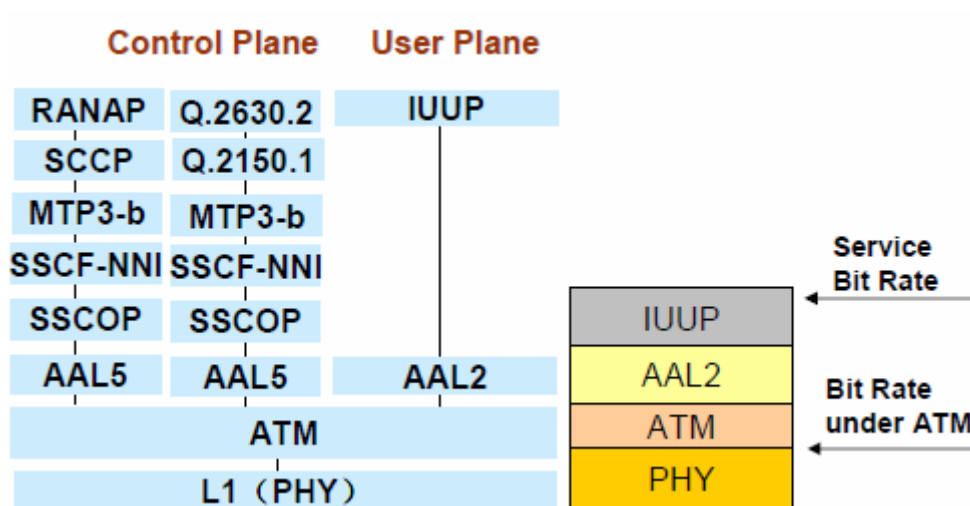 Control Plane User Plane
RANAP Q.2630.2 IUUP
SCCP Q.2150.1
MTP3-b MTP3-b
SSCF-NNI SSCF-NNI
SSCOP SSCOP
AAL5 AAL5 AAL2
ATM
L1（PHY）
IUUP
AAL2
ATM
PHY
Service
Bit Rate
Bit Rate
under ATM